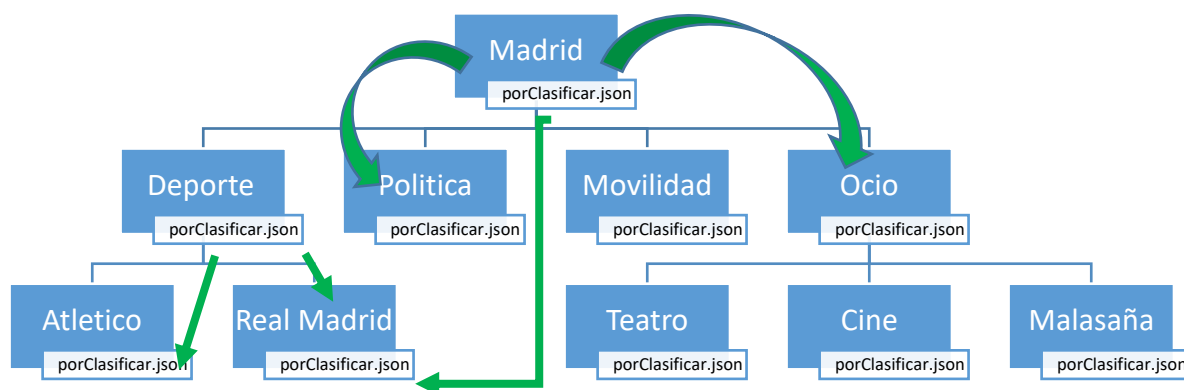 Madrid
porClasificar.json
Deporte
porClasificar.json
Politica
porClasificar.json
Movilidad
porClasificar.json
Ocio
porClasificar.json
Atletico
porClasificar.json
Real Madrid
porClasificar.json
Teatro
porClasificar.json
Cine
porClasificar.json
Malasaña
porClasificar.json